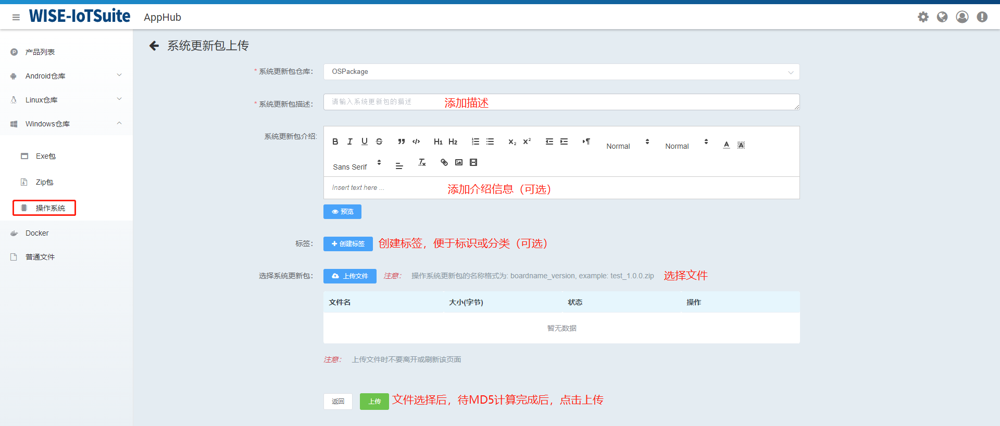 WISE-IoTSuite AppHub
产品列表
Android仓库
Linux仓库
Windows仓库
Exe包
Zip包
操作系统
Docker
普通文件
系统更新包上传
* 系统更新包仓库： OSPackage
* 系统更新包描述： 请输入系统更新包的描述 添加描述
系统更新包介绍:
B I U S H1 H2 X2 X2 Normal Normal A A
Sans Serif Tx
Insert text here ... 添加介绍信息（可选）
预览
标签： 创建标签 创建标签，便于标识或分类（可选）
选择系统更新包： 上传文件 注意： 操作系统更新包的名称格式为: boardname_version, example: test_1.0.0.zip 选择文件
文件名 大小(字节) 状态 操作
暂无数据
注意： 上传文件时不要离开或刷新该页面
返回 上传 文件选择后，待MD5计算完成后，点击上传